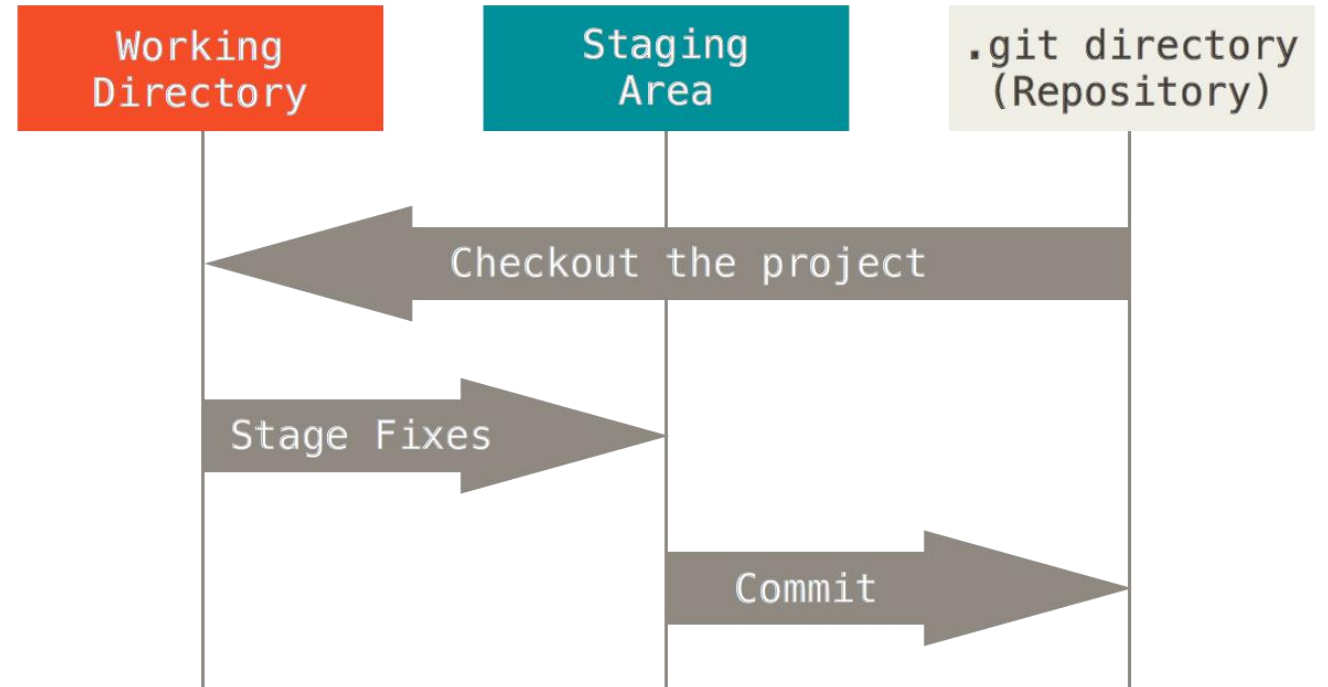 Working
Directory
Staging
Area
.git directory
(Repository)
Checkout the project
Stage Fixes
Commit